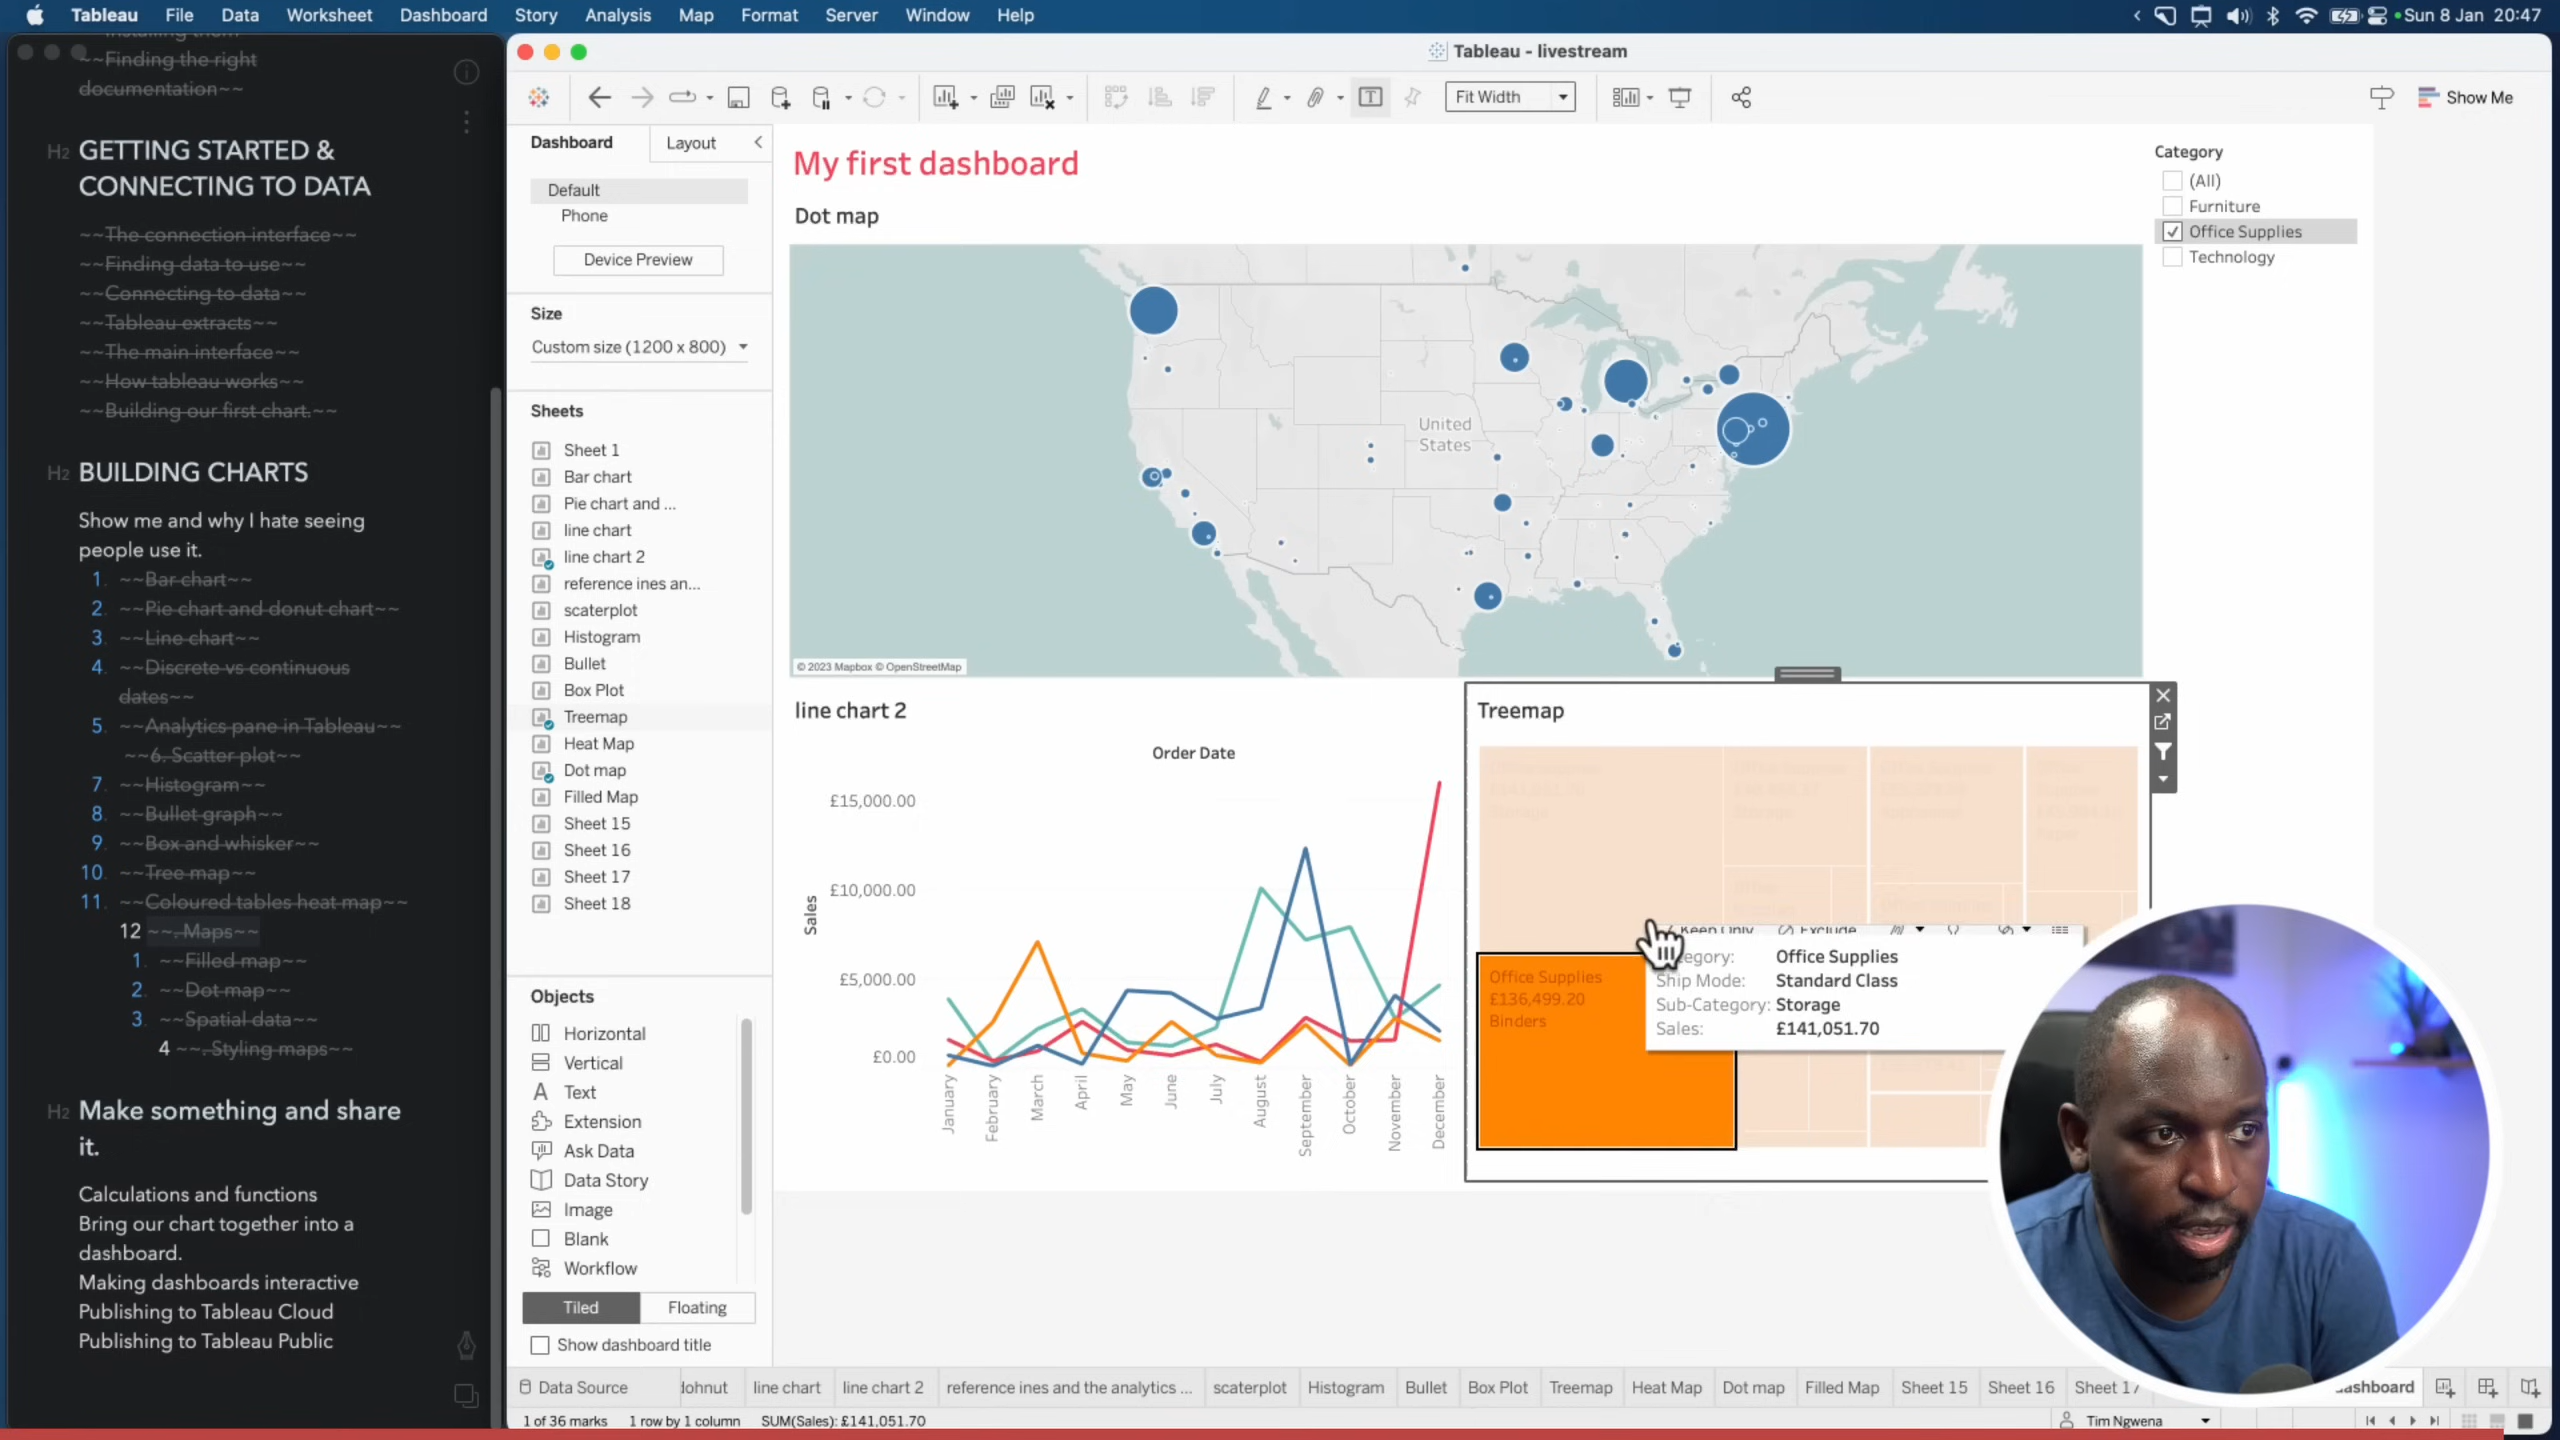 Tableau File Data Worksheet Dashboard Story Analysis Map Format Server Window Help
Sun 8 Jan 20:47
~~Finding the right
documentation~~
H2 GETTING STARTED &
CONNECTING TO DATA
~~The connection interface~~
~~Finding data to use~~
~~Connecting to data~~
~~Tableau extracts~~
~~The main interface~~
~~How tableau works~~
~~Building our first chart.~~
H2 BUILDING CHARTS
Show me and why I hate seeing
people use it.
1. ~~Bar chart~~
2. ~~Pie chart and donut chart~~
3. ~~Line chart~~
4. ~~Discrete vs continuous
dates~~
5. ~~Analytics pane in Tableau~~
~~6. Scatter plot~~
7. ~~Histogram~~
8. ~~Bullet graph~~
9. ~~Box and whisker~~
10. ~~Tree map~~
11. ~~Coloured tables heat map~~
12 ~~. Maps~~
1. ~~Filled map~~
2. ~~Dot map~~
3. ~~Spatial data~~
4 ~~. Styling maps~~
H2 Make something and share
it.
Calculations and functions
Bring our chart together into a
dashboard.
Making dashboards interactive
Publishing to Tableau Cloud
Publishing to Tableau Public
Tableau - livestream
Fit Width
Show Me
Dashboard
Layout
Default
Phone
Device Preview
Size
Custom size (1200 x 800)
Sheets
Sheet 1
Bar chart
Pie chart and ...
line chart
line chart 2
reference ines an...
scaterplot
Histogram
Bullet
Box Plot
Treemap
Heat Map
Dot map
Filled Map
Sheet 15
Sheet 16
Sheet 17
Sheet 18
Objects
Horizontal
Vertical
Text
Extension
Ask Data
Data Story
Image
Blank
Workflow
Tiled
Floating
Show dashboard title
My first dashboard
Dot map
United
States
© 2023 Mapbox © OpenStreetMap
Category
(All)
Furniture
Office Supplies
Technology
line chart 2
Order Date
Sales
£15,000.00
£10,000.00
£5,000.00
£0.00
January
February
March
April
May
June
July
August
September
October
November
December
Treemap
Keep Only Exclude
Office Supplies
£136,499.20
Binders
Office Supplies
Ship Mode: Standard Class
Sub-Category: Storage
Sales: £141,051.70
Data Source
line chart
line chart 2
reference ines and the analytics ...
scaterplot
Histogram
Bullet
Box Plot
Treemap
Heat Map
Dot map
Filled Map
Sheet 15
Sheet 16
Sheet 17
1 of 36 marks
1 row by 1 column
SUM(Sales): £141,051.70
Tim Ngwena